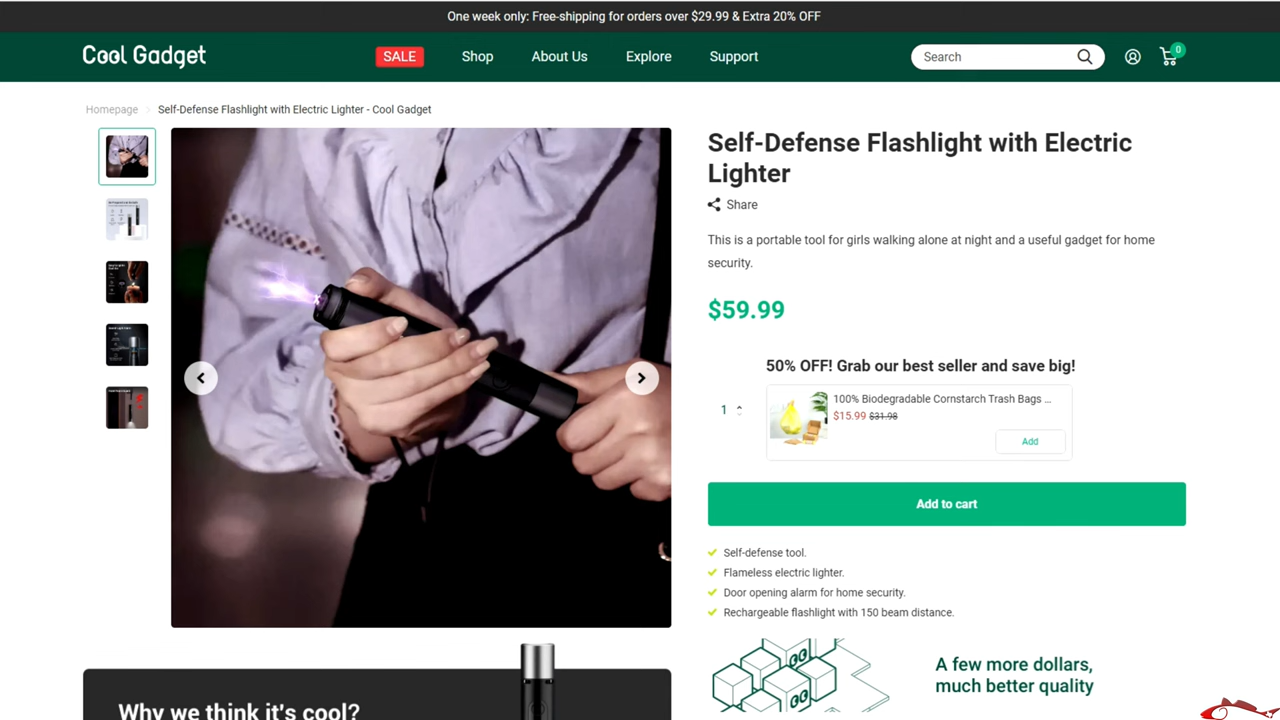 One week only: Free-shipping for orders over $29.99 & Extra 20% OFF
Cool Gadget
SALE
Shop
About Us
Explore
Support
Search
0
Homepage
Self-Defense Flashlight with Electric Lighter - Cool Gadget
Self-Defense Flashlight with Electric
Lighter
Share
This is a portable tool for girls walking alone at night and a useful gadget for home
security.
$59.99
50% OFF! Grab our best seller and save big!
1
100% Biodegradable Cornstarch Trash Bags ...
$15.99 $31.98
Add
Add to cart
Self-defense tool.
Flameless electric lighter.
Door opening alarm for home security.
Rechargeable flashlight with 150 beam distance.
A few more dollars,
much better quality
Why we think it's cool?